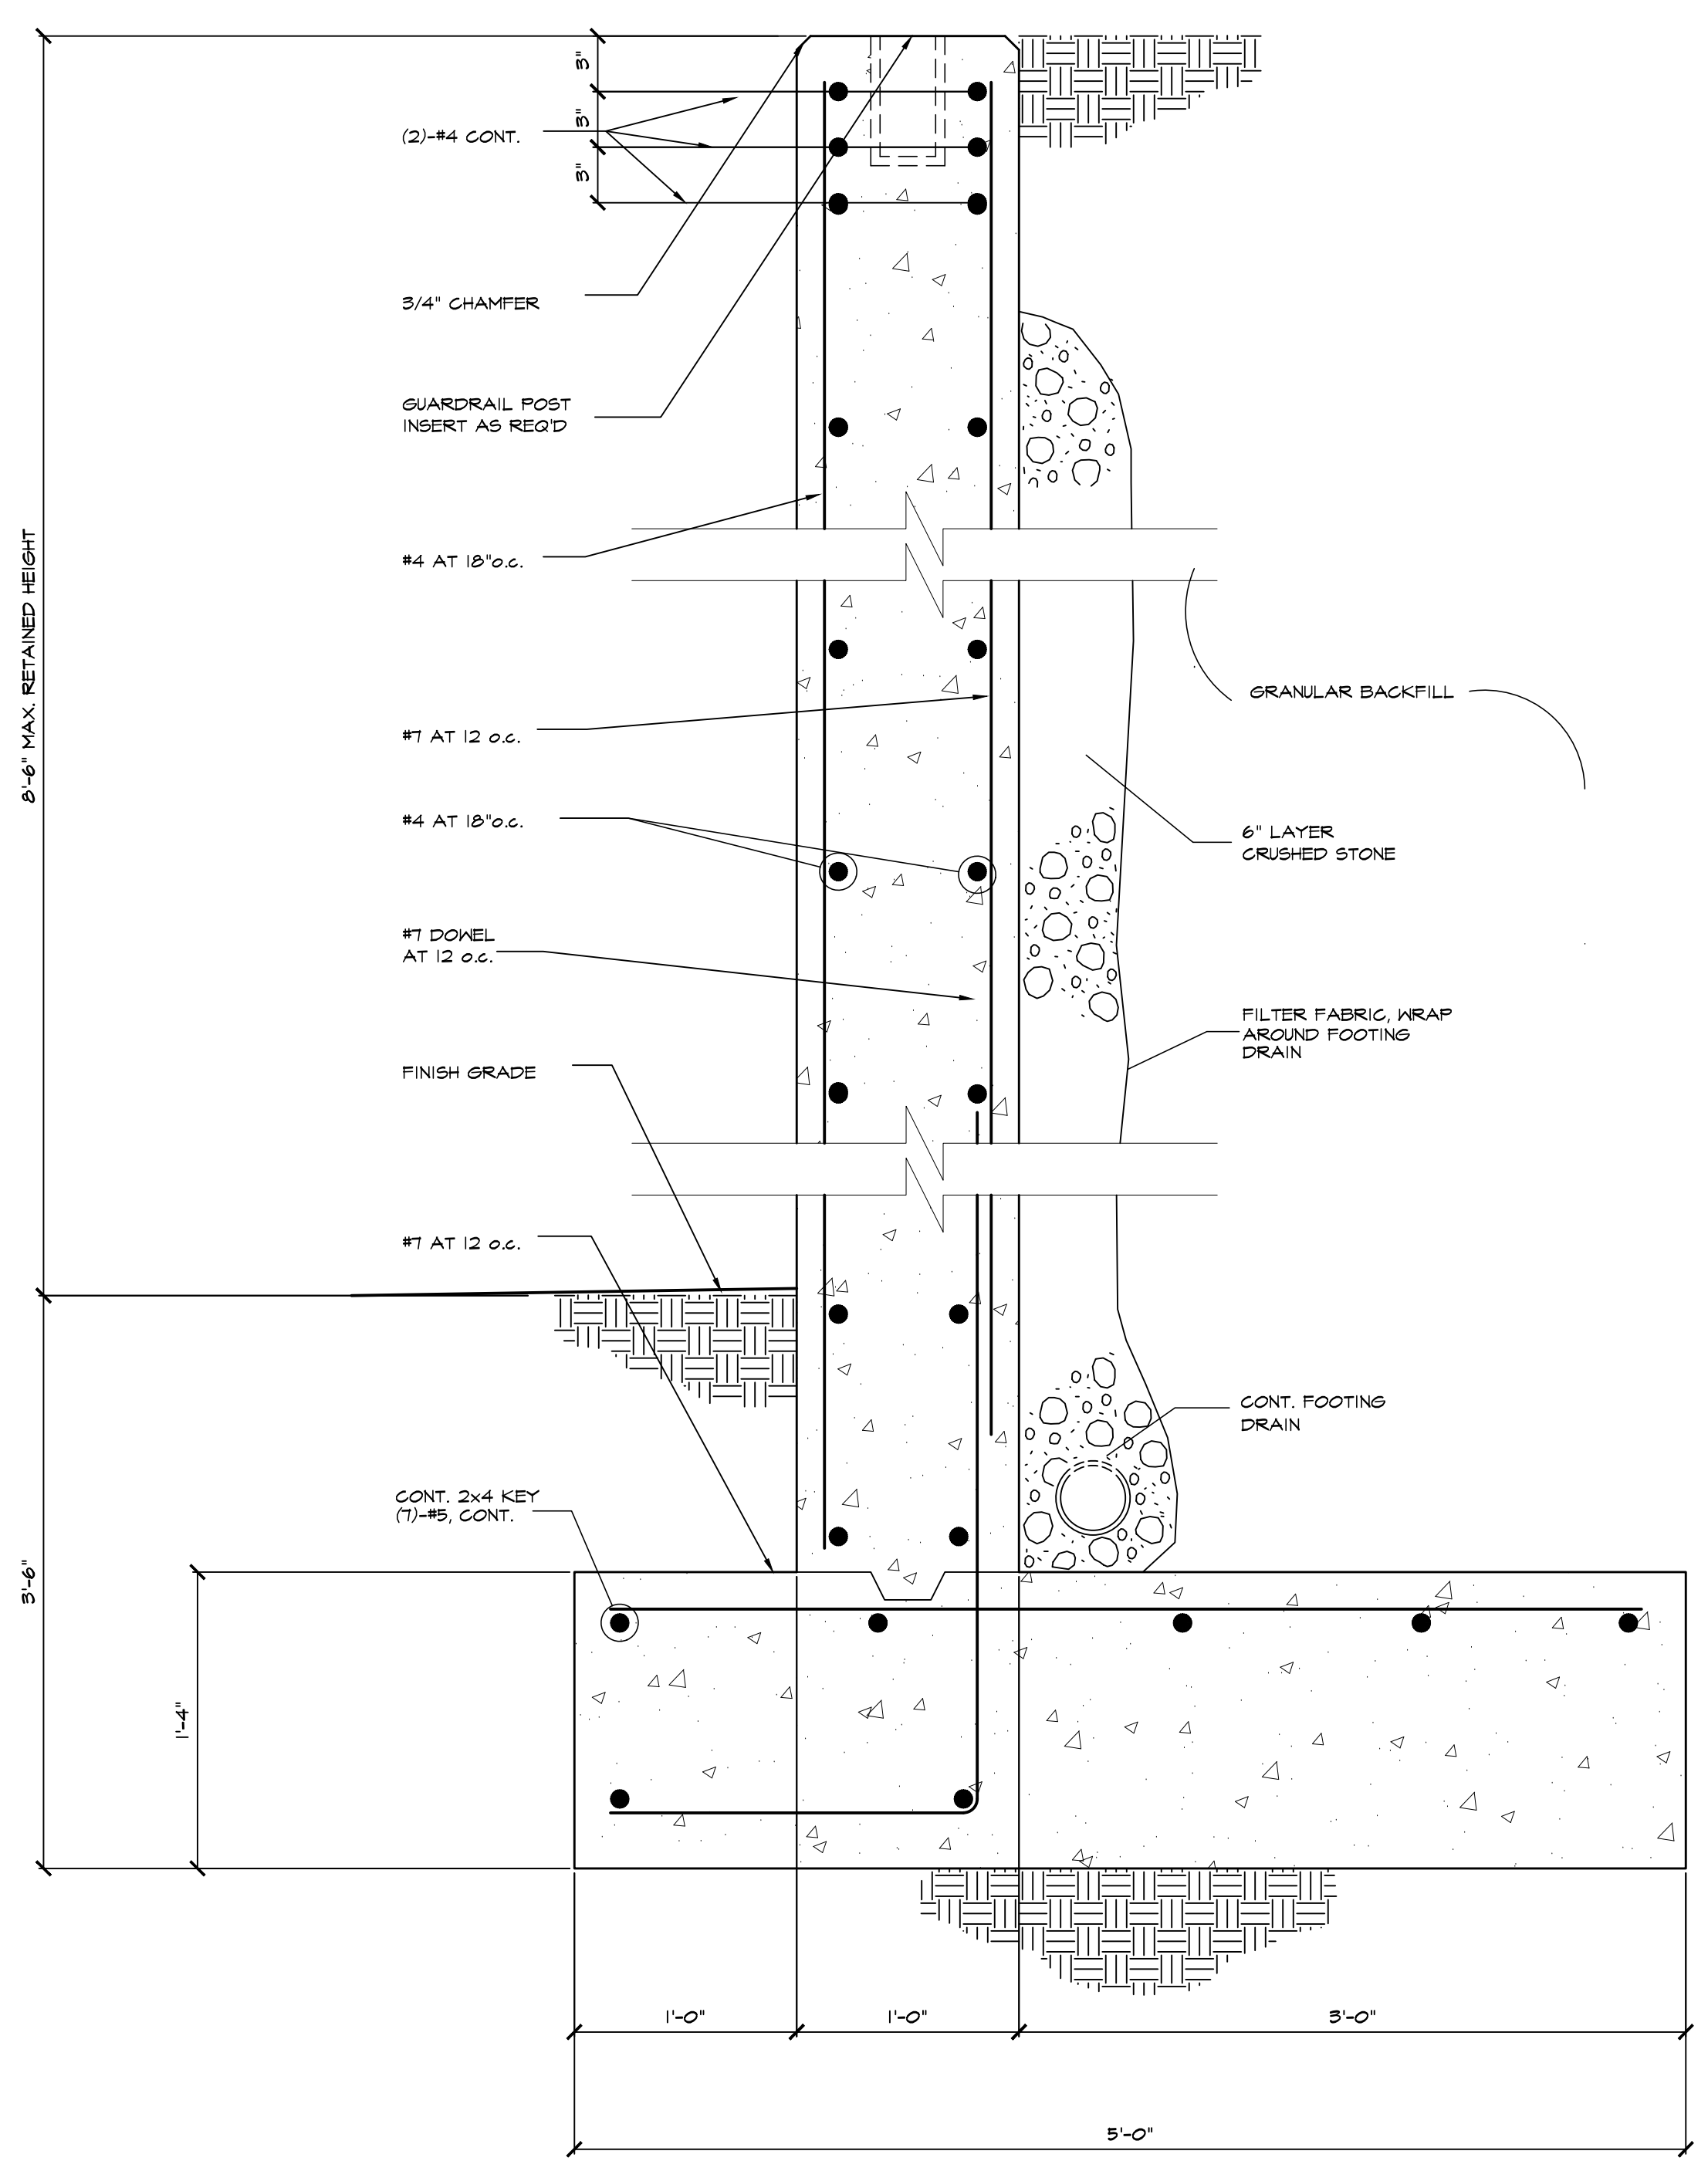 3"
3"
(2)-#4 CONT.
3"
3/4" CHAMFER
GUARDRAIL POST
INSERT AS REQ'D
#4 AT 18"o.c.
8'-6" MAX. RETAINED HEIGHT
GRANULAR BACKFILL
#7 AT 12 o.c.
#4 AT 18"o.c.
6" LAYER
CRUSHED STONE
#7 DOWEL
AT 12 o.c.
FILTER FABRIC, WRAP
AROUND FOOTING
DRAIN
FINISH GRADE
#7 AT 12 o.c.
CONT. FOOTING
DRAIN
CONT. 2x4 KEY
(7)-#5, CONT.
3'-6"
1'-4"
1'-0"
1'-0"
3'-0"
5'-0"